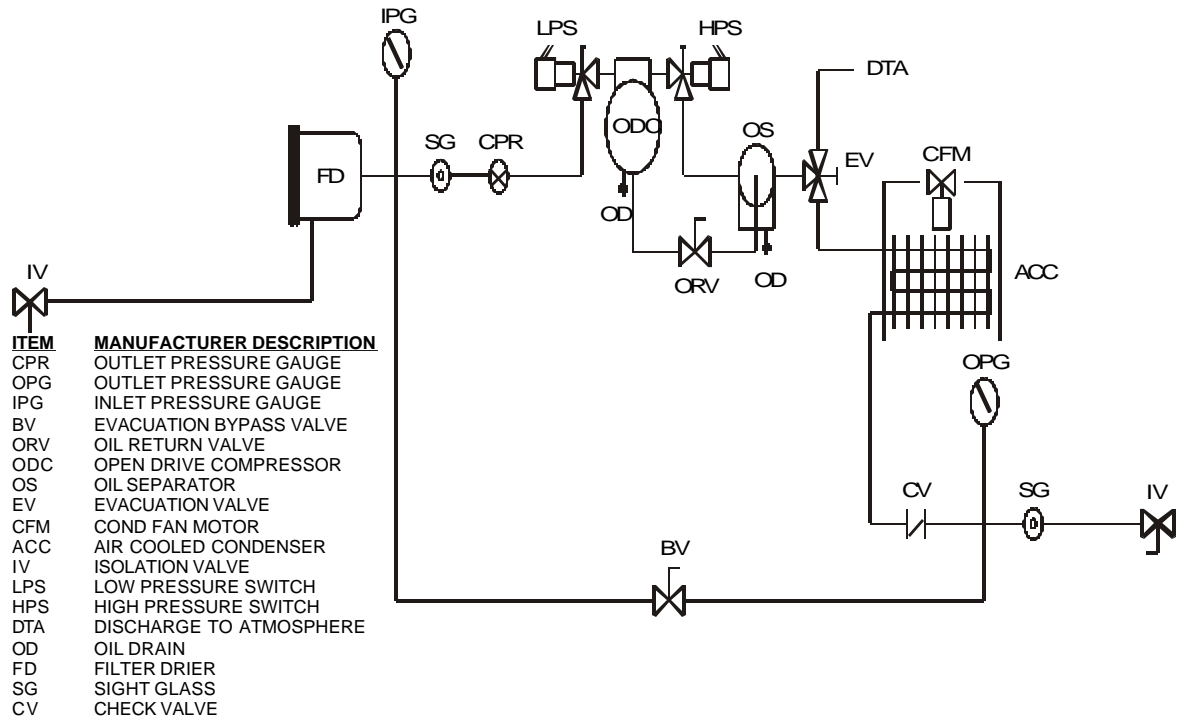 IPG
LPS
HPS
DTA
ODC
OS
SG
CPR
EV
CFM
FD
OD
ORV
OD
ACC
IV
OPG
CV
SG
IV
BV
ITEM MANUFACTURER DESCRIPTION
CPR OUTLET PRESSURE GAUGE
OPG OUTLET PRESSURE GAUGE
IPG INLET PRESSURE GAUGE
BV EVACUATION BYPASS VALVE
ORV OIL RETURN VALVE
ODC OPEN DRIVE COMPRESSOR
OS OIL SEPARATOR
EV EVACUATION VALVE
CFM COND FAN MOTOR
ACC AIR COOLED CONDENSER
IV ISOLATION VALVE
LPS LOW PRESSURE SWITCH
HPS HIGH PRESSURE SWITCH
DTA DISCHARGE TO ATMOSPHERE
OD OIL DRAIN
FD FILTER DRIER
SG SIGHT GLASS
CV CHECK VALVE